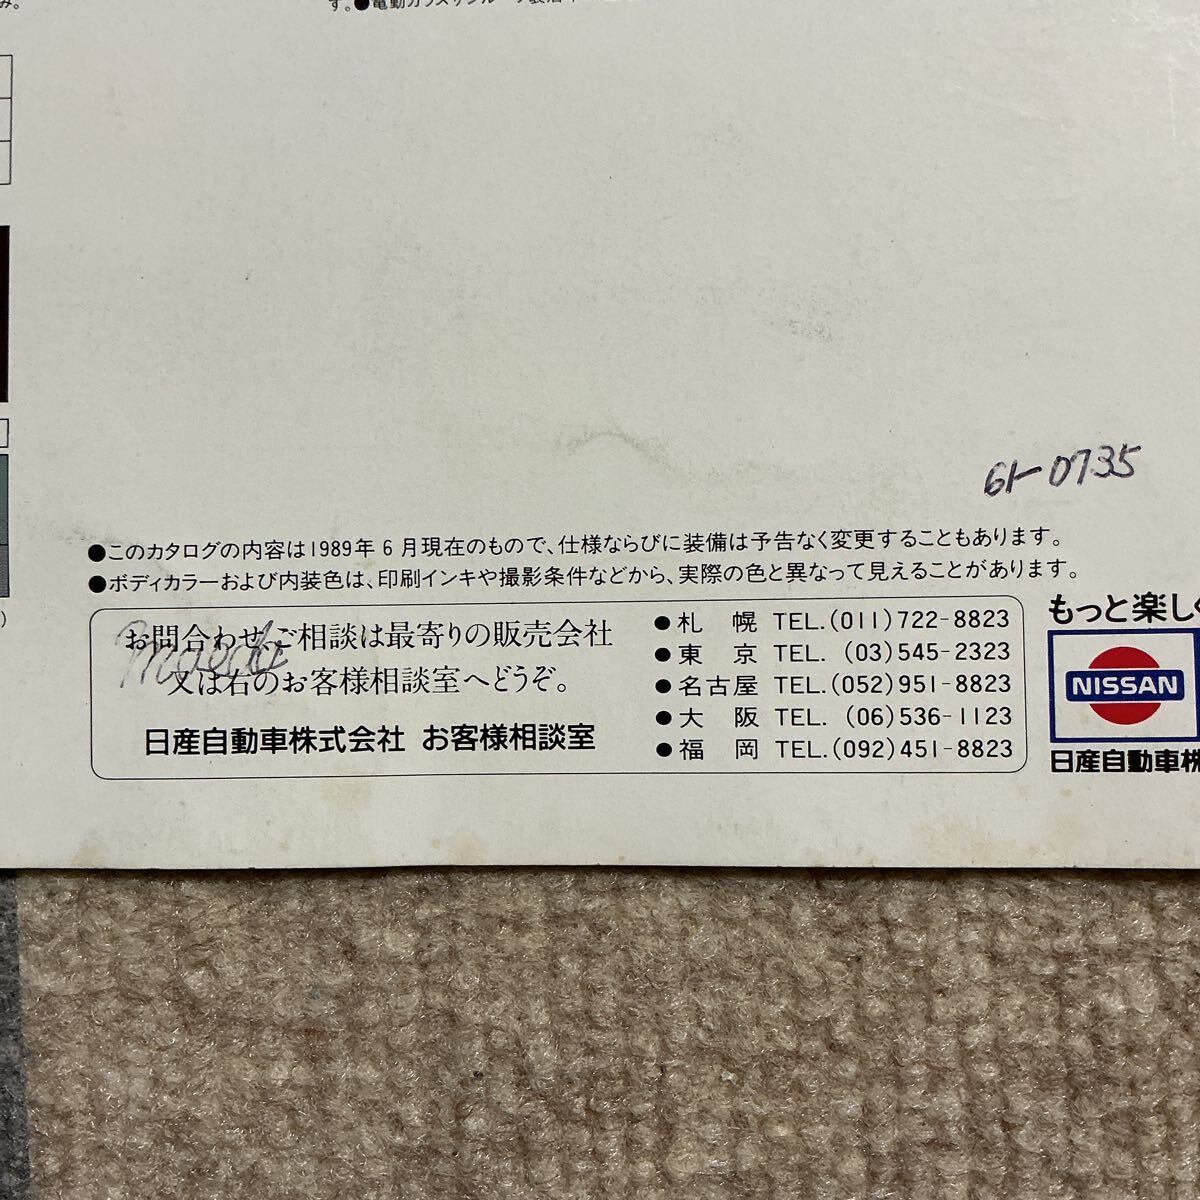 61-0735
●このカタログの内容は1989年6月現在のもので、仕様ならびに装備は予告なく変更することもあります。
●ボディカラーおよび内装色は、印刷インキや撮影条件などから、実際の色と異なって見えることがあります。
お問合わせ、ご相談は最寄りの販売会社
又は右のお客様相談室へどうぞ。
日産自動車株式会社 お客様相談室
●札幌 TEL.(011)722-8823
●東京 TEL. (03)545-2323
●名古屋 TEL.(052)951-8823
●大阪 TEL. (06)536-1123
●福岡 TEL.(092)451-8823
もっと楽し
NISSAN
日産自動車株